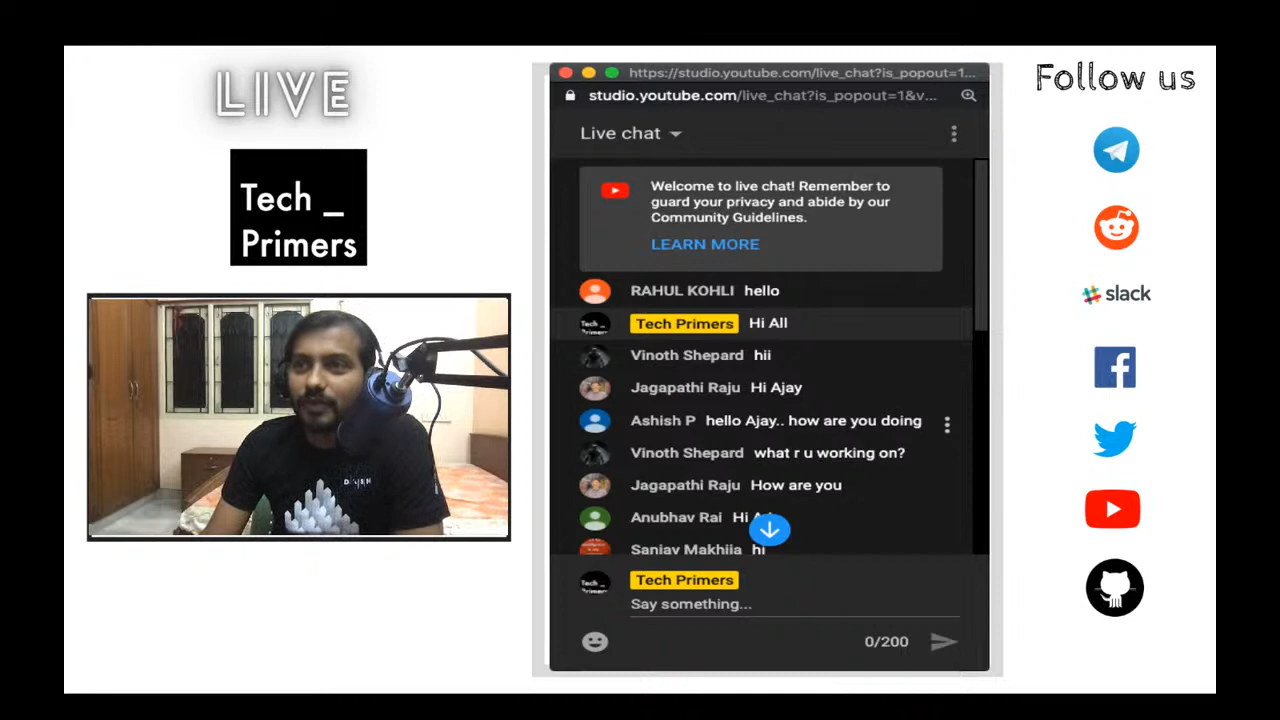 LIVE
Tech _
Primers
https://studio.youtube.com/live_chat?is_popout=1...
studio.youtube.com/live_chat?is_popout=1&v...
Live chat
Welcome to live chat! Remember to
guard your privacy and abide by our
Community Guidelines.
LEARN MORE
RAHUL KOHLI hello
Tech Primers Hi All
Vinoth Shepard hii
Jagapathi Raju Hi Ajay
Ashish P hello Ajay.. how are you doing
Vinoth Shepard what r u working on?
Jagapathi Raju How are you
Anubhav Rai Hi
Sanjay Makhija hi
Tech Primers
Say something...
0/200
Follow us
slack